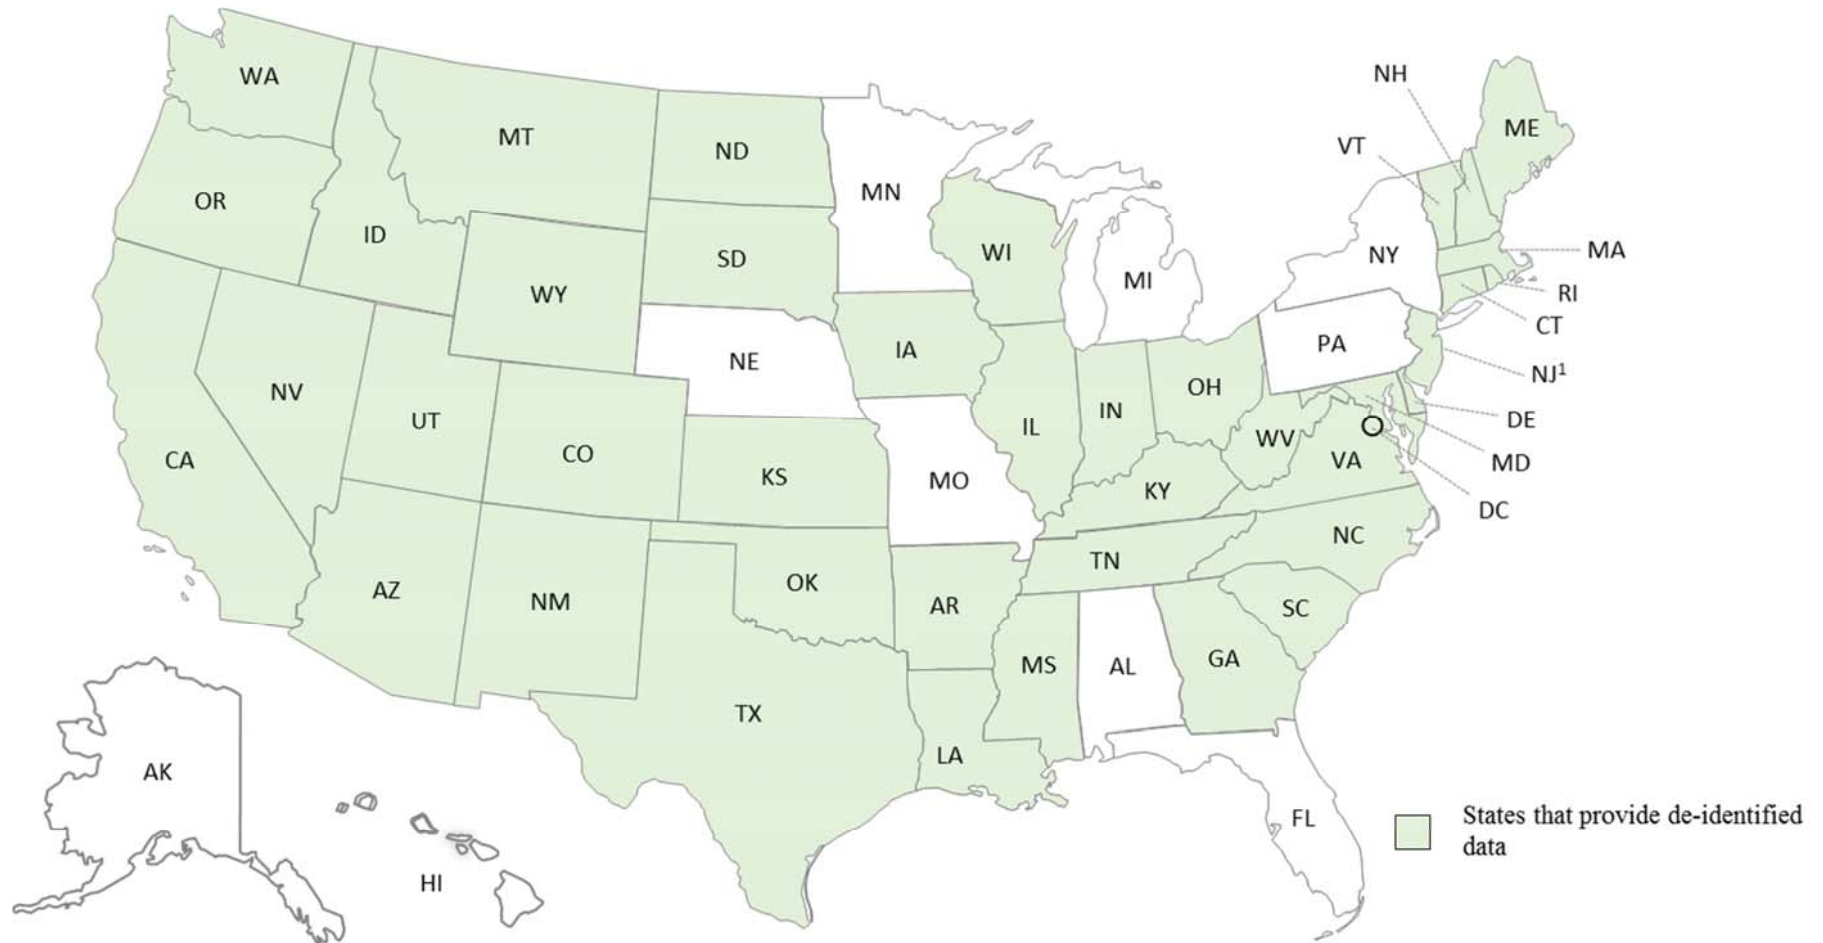 WA
MT
ND
MN
OR
ID
SD
WI
WY
MI
NH
ME
VT
NY
MA
RI
CT
NE
IA
PA
NJ¹
NV
UT
CO
CA
KS
MO
IL
IN
OH
WV
VA
DE
MD
DC
KY
NC
TN
AZ
NM
OK
AR
SC
MS
AL
GA
TX
LA
AK
HI
FL
States that provide de-identified
data